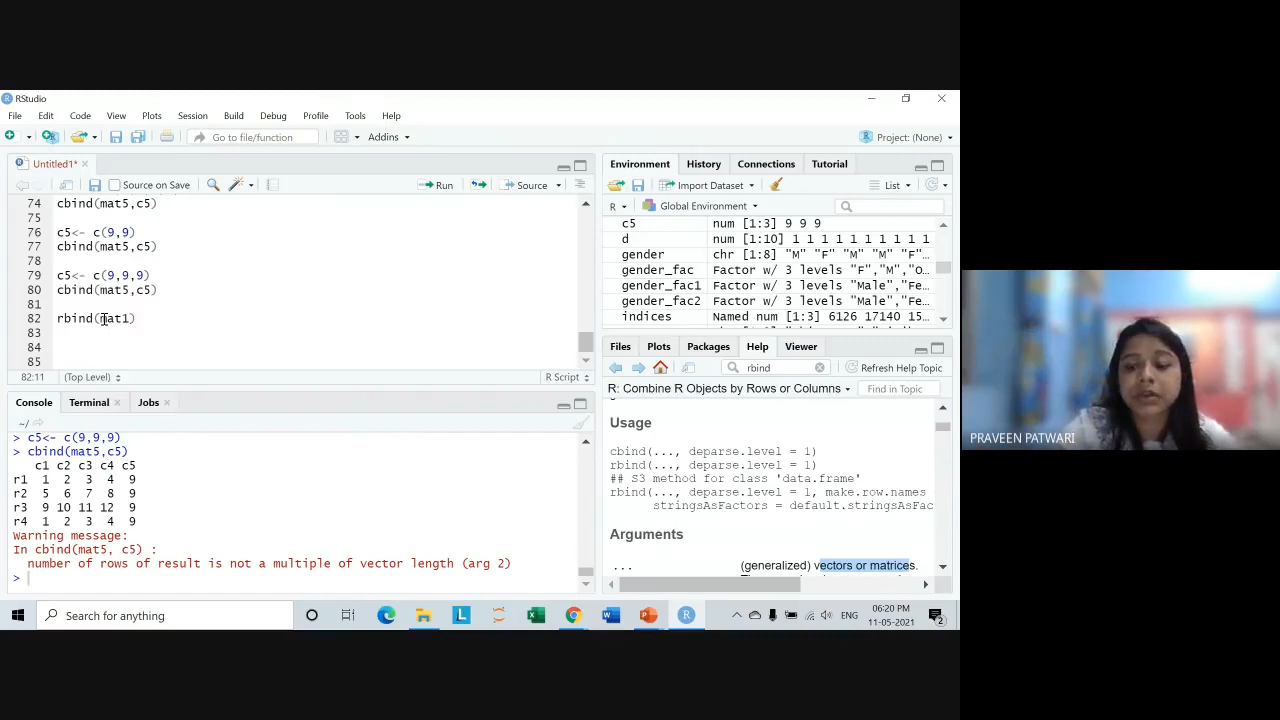 RStudio
File Edit Code View Plots Session Build Debug Profile Tools Help
Go to file/function Addins Project: (None)
Untitled1*
Source on Save Run Source
74 cbind(mat5,c5)
75
76 c5<- c(9,9)
77 cbind(mat5,c5)
78
79 c5<- c(9,9,9)
80 cbind(mat5,c5)
81
82 rbind(mat1)
83
84
85
82:11 (Top Level) R Script
Console Terminal Jobs
~/
> c5<- c(9,9,9)
> cbind(mat5,c5)
c1 c2 c3 c4 c5
r1 1 2 3 4 9
r2 5 6 7 8 9
r3 9 10 11 12 9
r4 1 2 3 4 9
Warning message:
In cbind(mat5, c5) :
number of rows of result is not a multiple of vector length (arg 2)
>
Environment History Connections Tutorial
Import Dataset List
R Global Environment
c5 num [1:3] 9 9 9
d num [1:10] 1 1 1 1 1 1 1 1 1
gender chr [1:8] "M" "F" "M" "M" "F"…
gender_fac Factor w/ 3 levels "F","M","O…
gender_fac1 Factor w/ 3 levels "Male","Fe…
gender_fac2 Factor w/ 3 levels "Male","Fe…
indices Named num [1:3] 6126 17140 15…
Files Plots Packages Help Viewer
rbind Refresh Help Topic
R: Combine R Objects by Rows or Columns Find in Topic
Usage
cbind(..., deparse.level = 1)
rbind(..., deparse.level = 1)
## S3 method for class 'data.frame'
rbind(..., deparse.level = 1, make.row.names
stringsAsFactors = default.stringsAsFac
Arguments
... (generalized) vectors or matrices.
Search for anything
ENG
06:20 PM
11-05-2021
2
PRAVEEN PATWARI